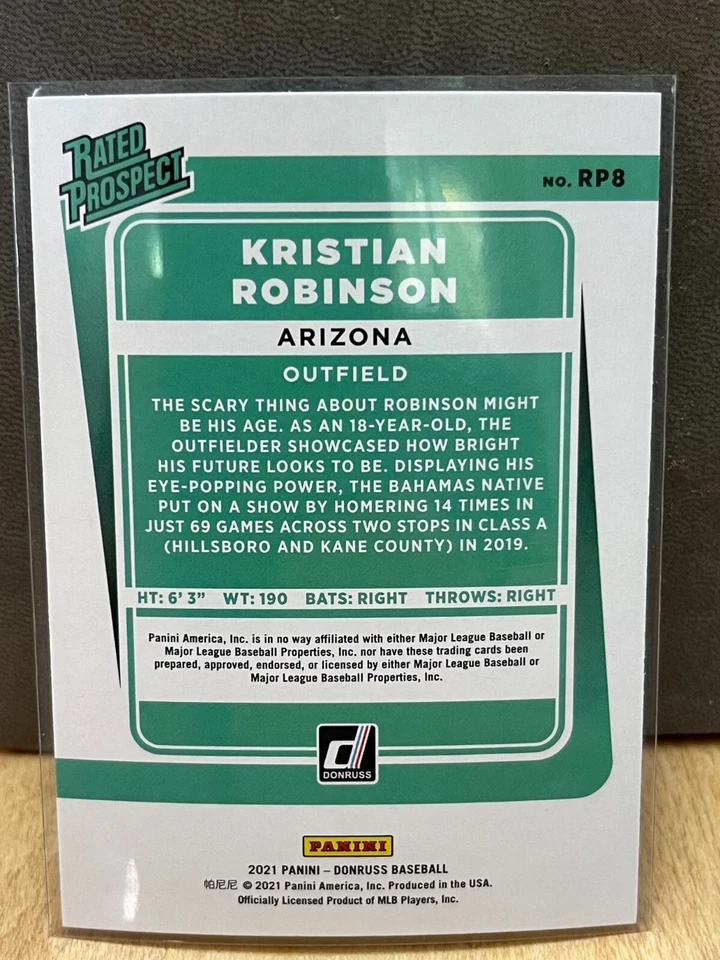 RATED
PROSPECT
NO. RP8
KRISTIAN
ROBINSON
ARIZONA
OUTFIELD
THE SCARY THING ABOUT ROBINSON MIGHT
BE HIS AGE. AS AN 18-YEAR-OLD, THE
OUTFIELDER SHOWCASED HOW BRIGHT
HIS FUTURE LOOKS TO BE. DISPLAYING HIS
EYE-POPPING POWER, THE BAHAMAS NATIVE
PUT ON A SHOW BY HOMERING 14 TIMES IN
JUST 69 GAMES ACROSS TWO STOPS IN CLASS A
(HILLSBORO AND KANE COUNTY) IN 2019.
HT: 6' 3" WT: 190 BATS: RIGHT THROWS: RIGHT
Panini America, Inc. is in no way affiliated with either Major League Baseball or
Major League Baseball Properties, Inc. nor have these trading cards been
prepared, approved, endorsed, or licensed by either Major League Baseball or
Major League Baseball Properties, Inc.
d
DONRUSS
PANINI
2021 PANINI – DONRUSS BASEBALL
帕尼尼 © 2021 Panini America, Inc. Produced in the USA.
Officially Licensed Product of MLB Players, Inc.